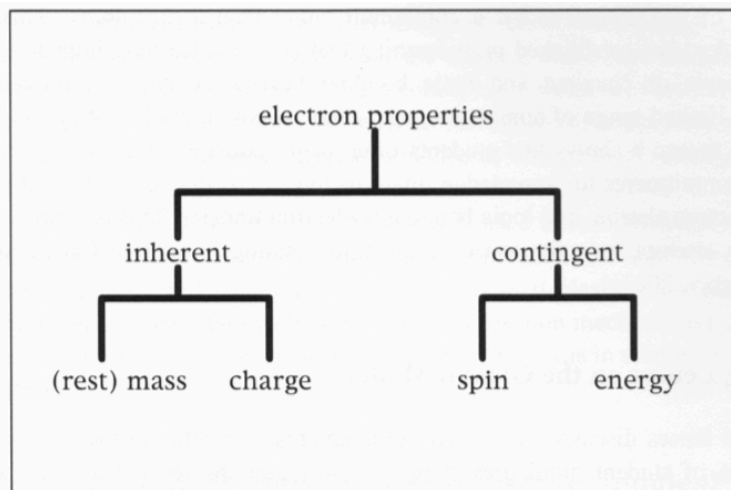 electron properties
inherent contingent
(rest) mass charge spin energy